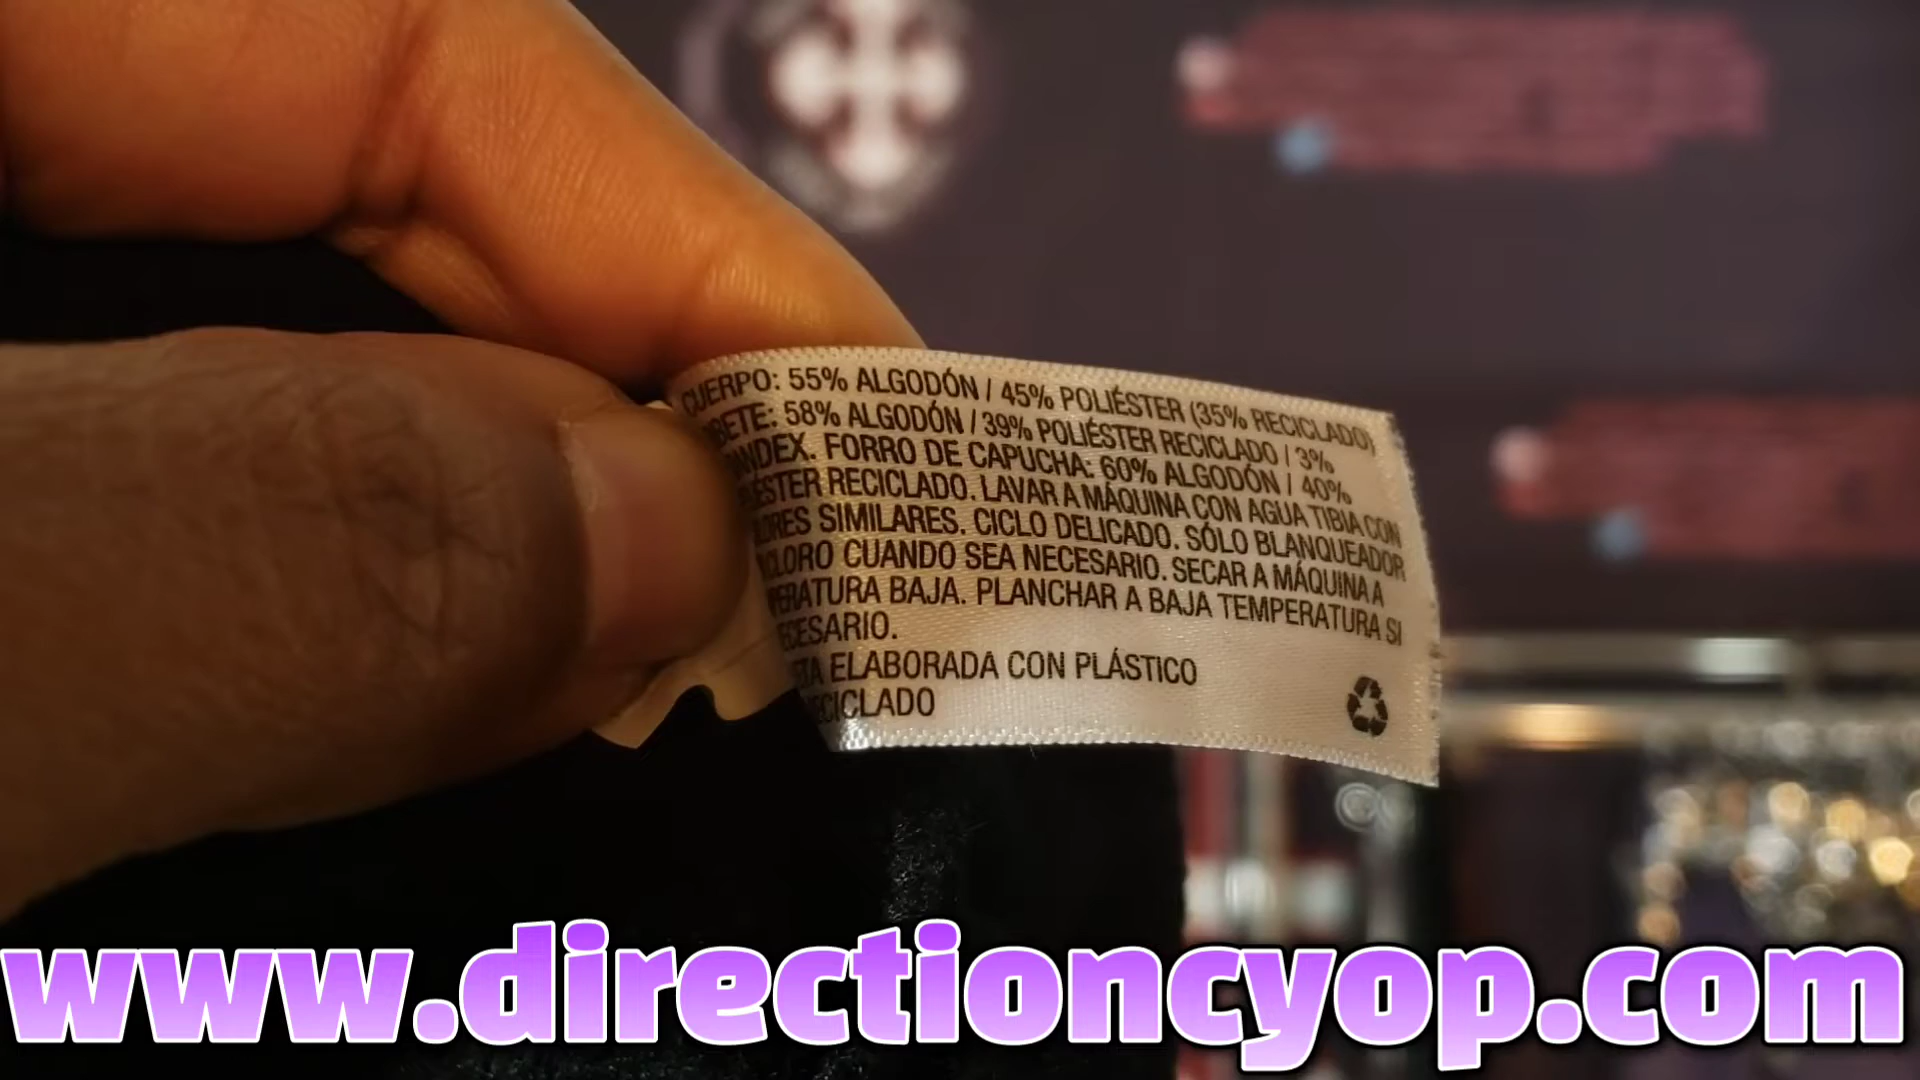 CUERPO: 55% ALGODÓN / 45% POLIÉSTER (35% RECICLADO)
58% ALGODÓN / 39% POLIÉSTER RECICLADO / 3%
FORRO DE CAPUCHA: 60% ALGODÓN / 40%
RECICLADO. LAVAR A MÁQUINA CON AGUA TIBIA CON
SIMILARES. CICLO DELICADO. SÓLO BLANQUEADOR
CLORO CUANDO SEA NECESARIO. SECAR A MÁQUINA A
BAJA. PLANCHAR A BAJA TEMPERATURA SI
ELABORADA CON PLÁSTICO
www.directioncyop.com